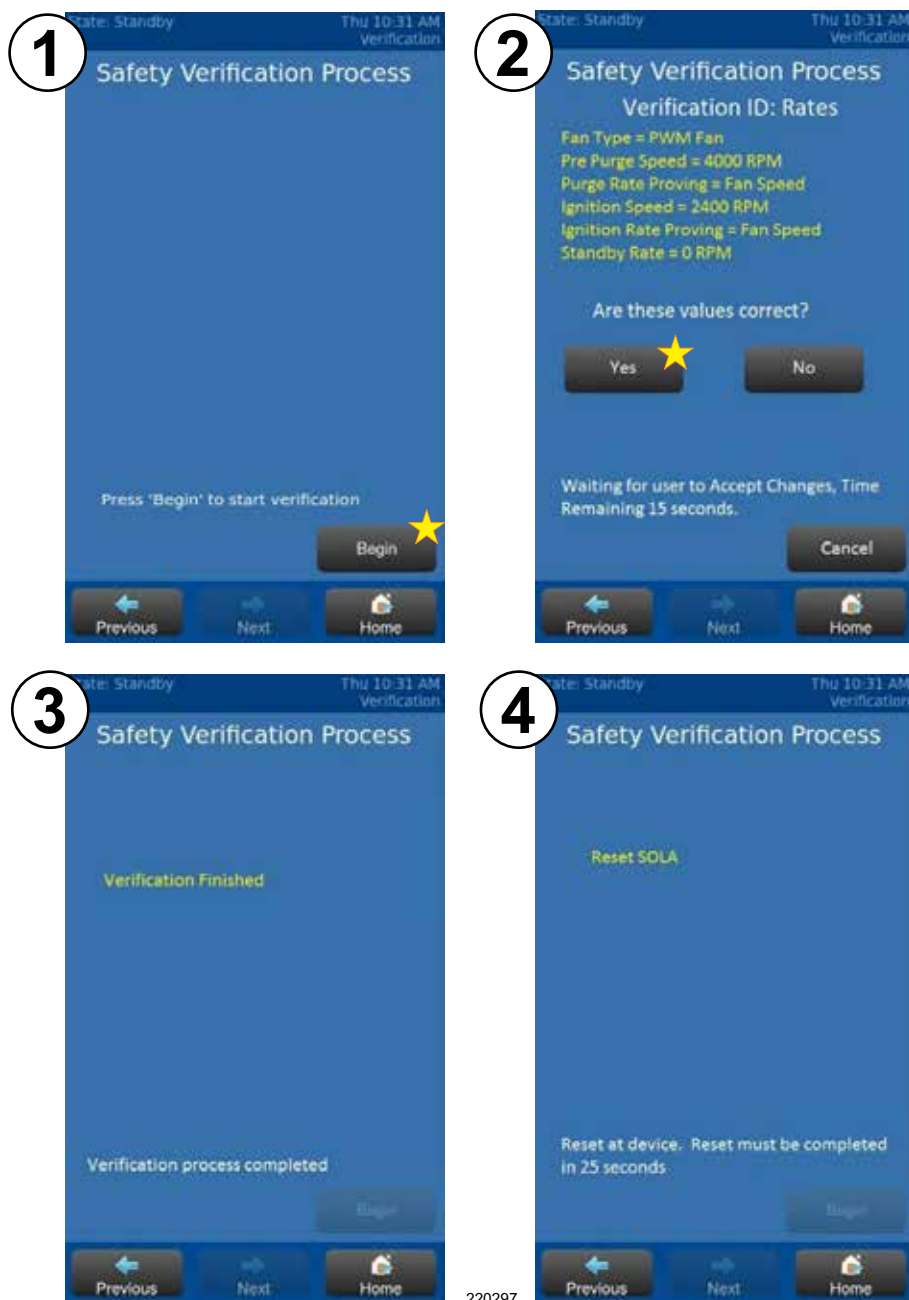 1
State: Standby
Thu 10:31 AM
Verification
Safety Verification Process
Press 'Begin' to start verification
Begin
Previous
Next
Home
2
State: Standby
Thu 10:31 AM
Verification
Safety Verification Process
Verification ID: Rates
Fan Type = PWM Fan
Pre Purge Speed = 4000 RPM
Purge Rate Proving = Fan Speed
Ignition Speed = 2400 RPM
Ignition Rate Proving = Fan Speed
Standby Rate = 0 RPM
Are these values correct?
Yes
No
Waiting for user to Accept Changes, Time
Remaining 15 seconds.
Cancel
Previous
Next
Home
3
State: Standby
Thu 10:31 AM
Verification
Safety Verification Process
Verification Finished
Verification process completed
Begin
Previous
Next
Home
4
State: Standby
Thu 10:31 AM
Verification
Safety Verification Process
Reset SOLA
Reset at device. Reset must be completed
in 25 seconds
Begin
Previous
Next
Home
220297